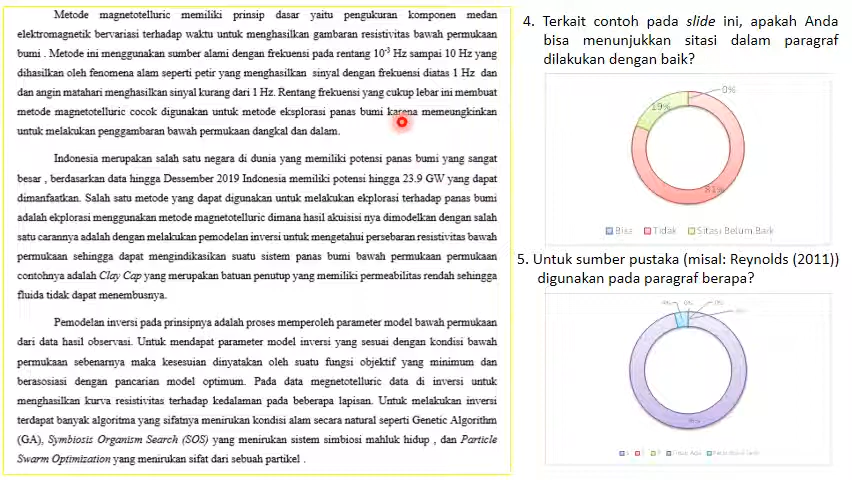 Metode magnetotelluric memiliki prinsip dasar yaitu pengukuran komponen medan
elektromagnetik bervariasi terhadap waktu untuk menghasilkan gambaran resistivitas bawah permukaan
bumi . Metode ini menggunakan sumber alami dengan frekuensi pada rentang 10⁻³ Hz sampai 10 Hz yang
dihasilkan oleh fenomena alam seperti petir yang menghasilkan sinyal dengan frekuensi diatas 1 Hz dan
dan angin matahari menghasilkan sinyal kurang dari 1 Hz. Rentang frekuensi yang cukup lebar ini membuat
metode magnetotelluric cocok digunakan untuk metode eksplorasi panas bumi karena memeungkinkan
untuk melakukan penggambaran bawah permukaan dangkal dan dalam.
Indonesia merupakan salah satu negara di dunia yang memiliki potensi panas bumi yang sangat
besar , berdasarkan data hingga Dessember 2019 Indonesia memiliki potensi hingga 23.9 GW yang dapat
dimanfaatkan. Salah satu metode yang dapat digunakan untuk melakukan ekplorasi terhadap panas bumi
adalah ekplorasi menggunakan metode magnetotelluric dimana hasil akuisisi nya dimodelkan dengan salah
satu carannya adalah dengan melakukan pemodelan inversi untuk mengetahui persebaran resistivitas bawah
permukaan sehingga dapat mengindikasikan suatu sistem panas bumi bawah permukaan permukaan
contohnya adalah Clay Cap yang merupakan batuan penutup yang memiliki permeabilitas rendah sehingga
fluida tidak dapat menembusnya.
Pemodelan inversi pada prinsipnya adalah proses memperoleh parameter model bawah permukaan
dari data hasil observasi. Untuk mendapat parameter model inversi yang sesuai dengan kondisi bawah
permukaan sebenarnya maka kesesuian dinyatakan oleh suatu fungsi objektif yang minimum dan
berasosiasi dengan pancarian model optimum. Pada data megnetotelluric data di inversi untuk
menghasilkan kurva resistivitas terhadap kedalaman pada beberapa lapisan. Untuk melakukan inversi
terdapat banyak algoritma yang sifatnya menirukan kondisi alam secara natural seperti Genetic Algorithm
(GA), Symbiosis Organism Search (SOS) yang menirukan sistem simbiosi mahluk hidup , dan Particle
Swarm Optimization yang menirukan sifat dari sebuah partikel .
4. Terkait contoh pada slide ini, apakah Anda
bisa menunjukkan sitasi dalam paragraf
dilakukan dengan baik?
0%
19%
81%
Bisa Tidak Sitasi Belum Baik
5. Untuk sumber pustaka (misal: Reynolds (2011))
digunakan pada paragraf berapa?
4% 0% 0%